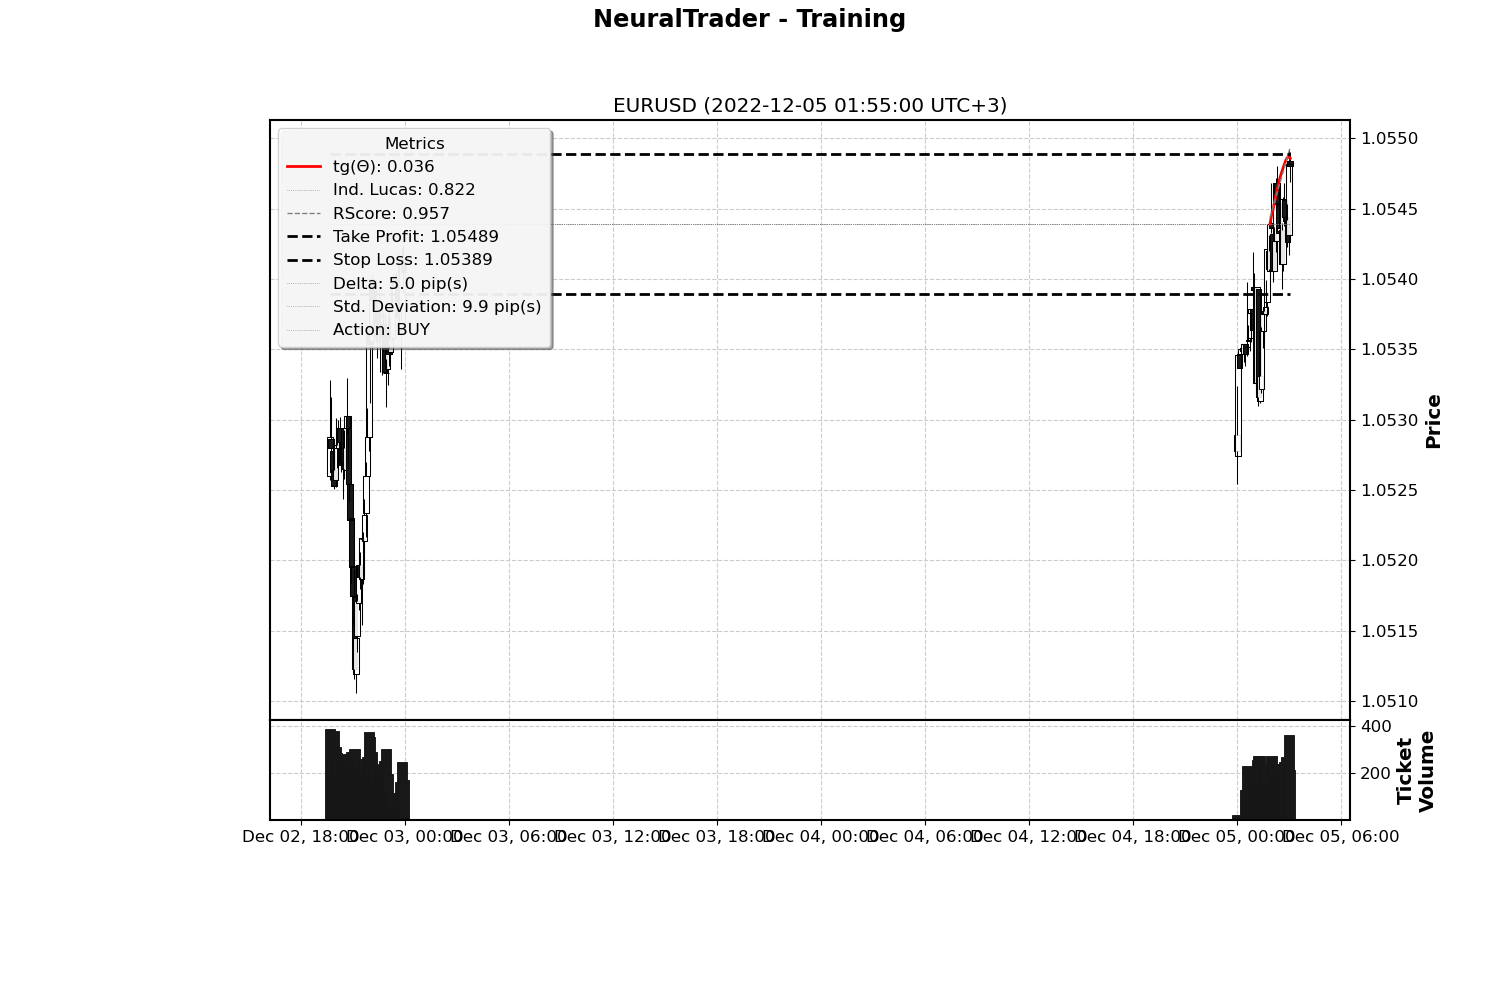 NeuralTrader - Training
EURUSD (2022-12-05 01:55:00 UTC+3)
Metrics
tg(Θ): 0.036
Ind. Lucas: 0.822
RScore: 0.957
Take Profit: 1.05489
Stop Loss: 1.05389
Delta: 5.0 pip(s)
Std. Deviation: 9.9 pip(s)
Action: BUY
1.0550
1.0545
1.0540
1.0535
1.0530
1.0525
1.0520
1.0515
1.0510
Price
400
200
Ticket
Volume
Dec 02, 18:00
Dec 03, 00:00
Dec 03, 06:00
Dec 03, 12:00
Dec 03, 18:00
Dec 04, 00:00
Dec 04, 06:00
Dec 04, 12:00
Dec 04, 18:00
Dec 05, 00:00
Dec 05, 06:00